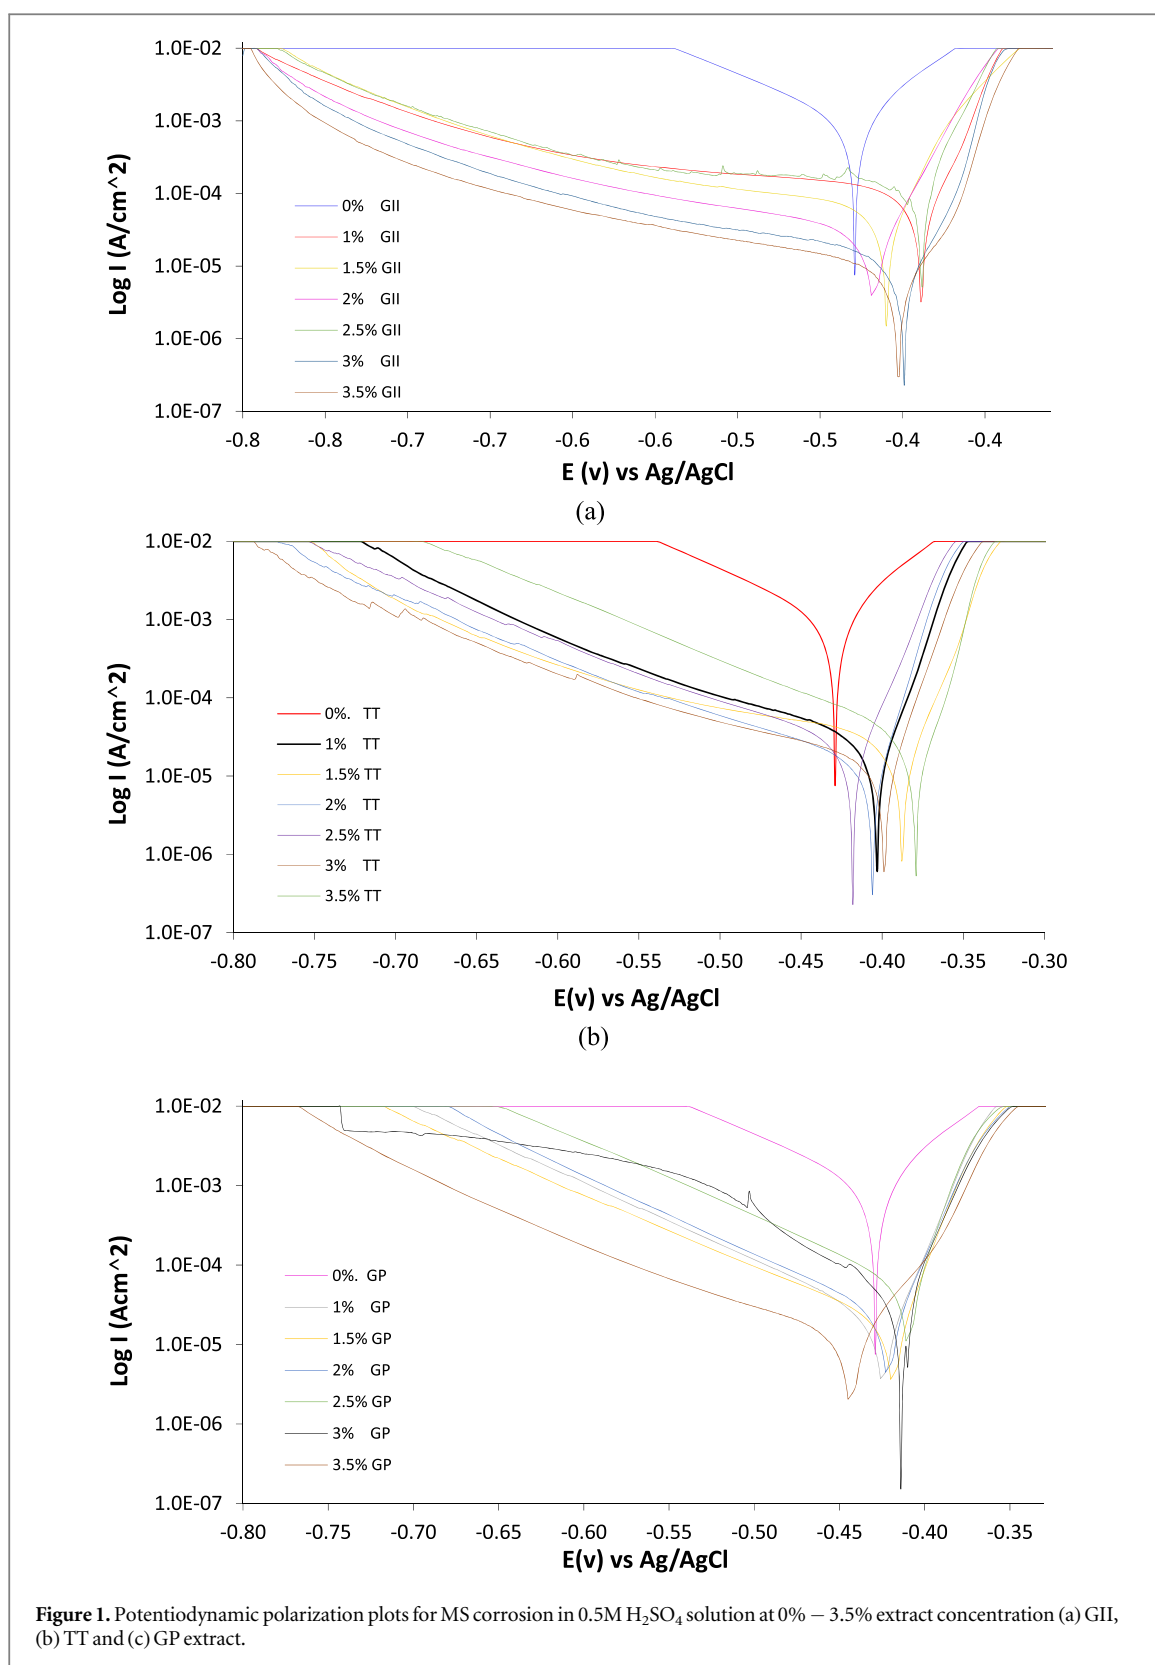 1.0E-02
1.0E-03
1.0E-04
1.0E-05
1.0E-06
1.0E-07
Log I (A/cm^2)
0% GII
1% GII
1.5% GII
2% GII
2.5% GII
3% GII
3.5% GII
-0.8 -0.8 -0.7 -0.7 -0.6 -0.6 -0.5 -0.5 -0.4 -0.4
E (v) vs Ag/AgCl
(a)
1.0E-02
1.0E-03
1.0E-04
1.0E-05
1.0E-06
1.0E-07
Log I (A/cm^2)
0%. TT
1% TT
1.5% TT
2% TT
2.5% TT
3% TT
3.5% TT
-0.80 -0.75 -0.70 -0.65 -0.60 -0.55 -0.50 -0.45 -0.40 -0.35 -0.30
E(v) vs Ag/AgCl
(b)
1.0E-02
1.0E-03
1.0E-04
1.0E-05
1.0E-06
1.0E-07
Log I (Acm^2)
0%. GP
1% GP
1.5% GP
2% GP
2.5% GP
3% GP
3.5% GP
-0.80 -0.75 -0.70 -0.65 -0.60 -0.55 -0.50 -0.45 -0.40 -0.35
E(v) vs Ag/AgCl
Figure 1. Potentiodynamic polarization plots for MS corrosion in 0.5M H₂SO₄ solution at 0% − 3.5% extract concentration (a) GII,
(b) TT and (c) GP extract.